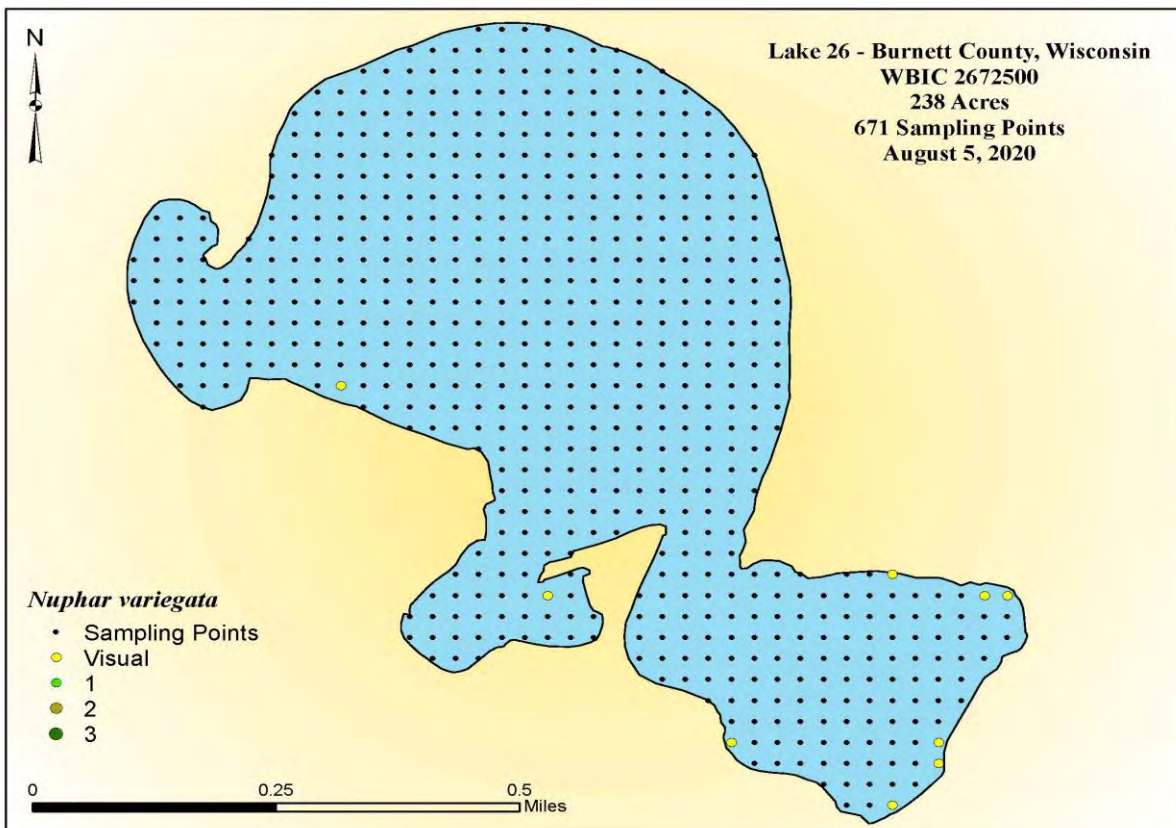 N
Lake 26 - Burnett County, Wisconsin
WBIC 2672500
238 Acres
671 Sampling Points
August 5, 2020
Nuphar variegata
Sampling Points
Visual
1
2
3
0
0.25
0.5
Miles